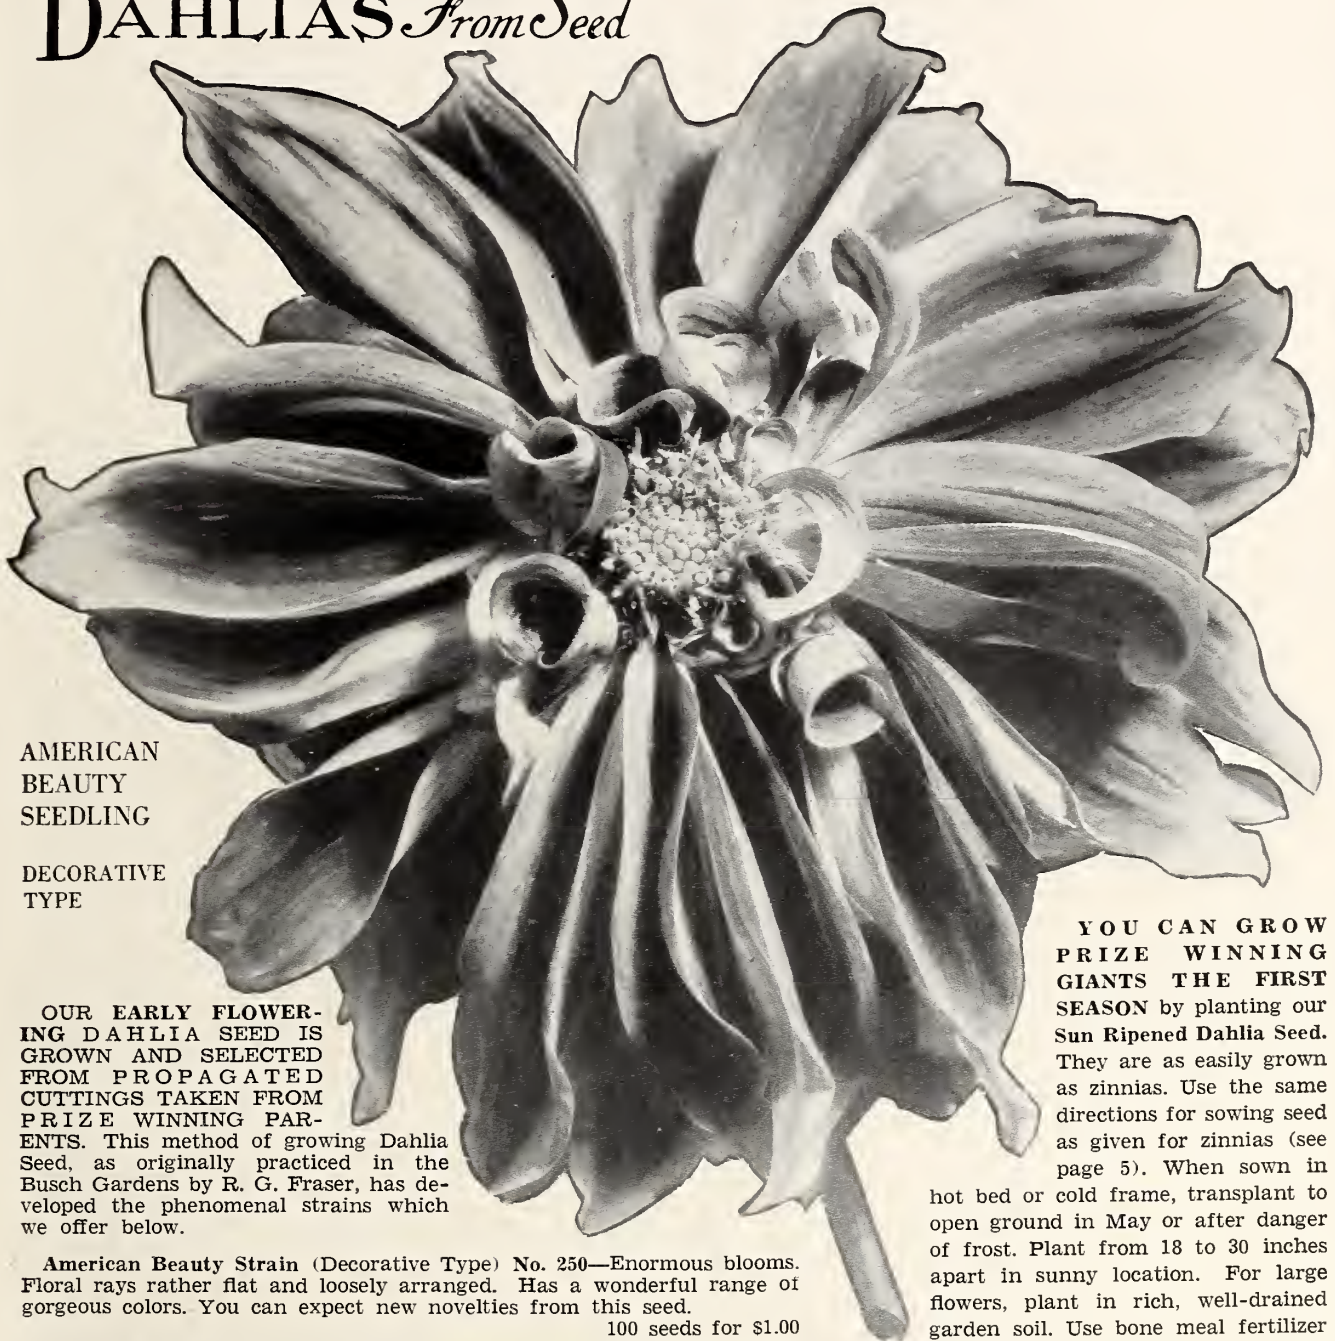 DAHLIAS From Seed
AMERICAN
BEAUTY
SEEDLING
DECORATIVE
TYPE
OUR EARLY FLOWER-
ING DAHLIA SEED IS
GROWN AND SELECTED
FROM PROPAGATED
CUTTINGS TAKEN FROM
PRIZE WINNING PAR-
ENTS. This method of growing Dahlia
Seed, as originally practiced in the
Busch Gardens by R. G. Fraser, has de-
veloped the phenomenal strains which
we offer below.
American Beauty Strain (Decorative Type) No. 250—Enormous blooms.
Floral rays rather flat and loosely arranged. Has a wonderful range of
gorgeous colors. You can expect new novelties from this seed.
100 seeds for $1.00
YOU CAN GROW
PRIZE WINNING
GIANTS THE FIRST
SEASON by planting our
Sun Ripened Dahlia Seed.
They are as easily grown
as zinnias. Use the same
directions for sowing seed
as given for zinnias (see
page 5). When sown in
hot bed or cold frame, transplant to
open ground in May or after danger
of frost. Plant from 18 to 30 inches
apart in sunny location. For large
flowers, plant in rich, well-drained
garden soil. Use bone meal fertilizer